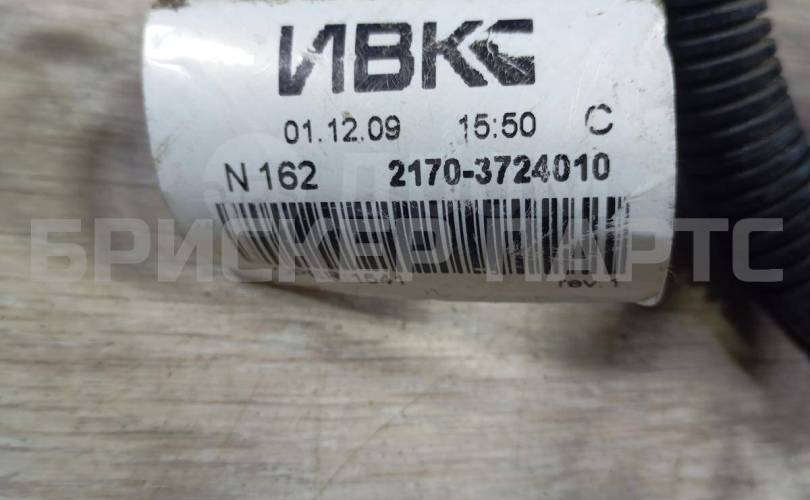 ИВКС
01.12.09 15:50 С
N 162 2170-3724010
БРИСКЕР ПАРТС
rev.1